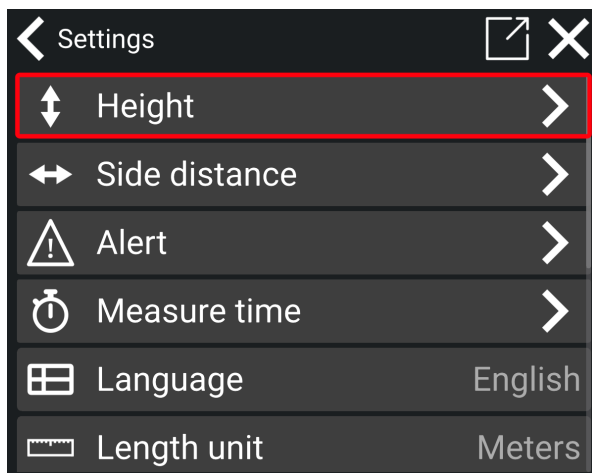 Settings
Height
Side distance
Alert
Measure time
Language English
Length unit Meters